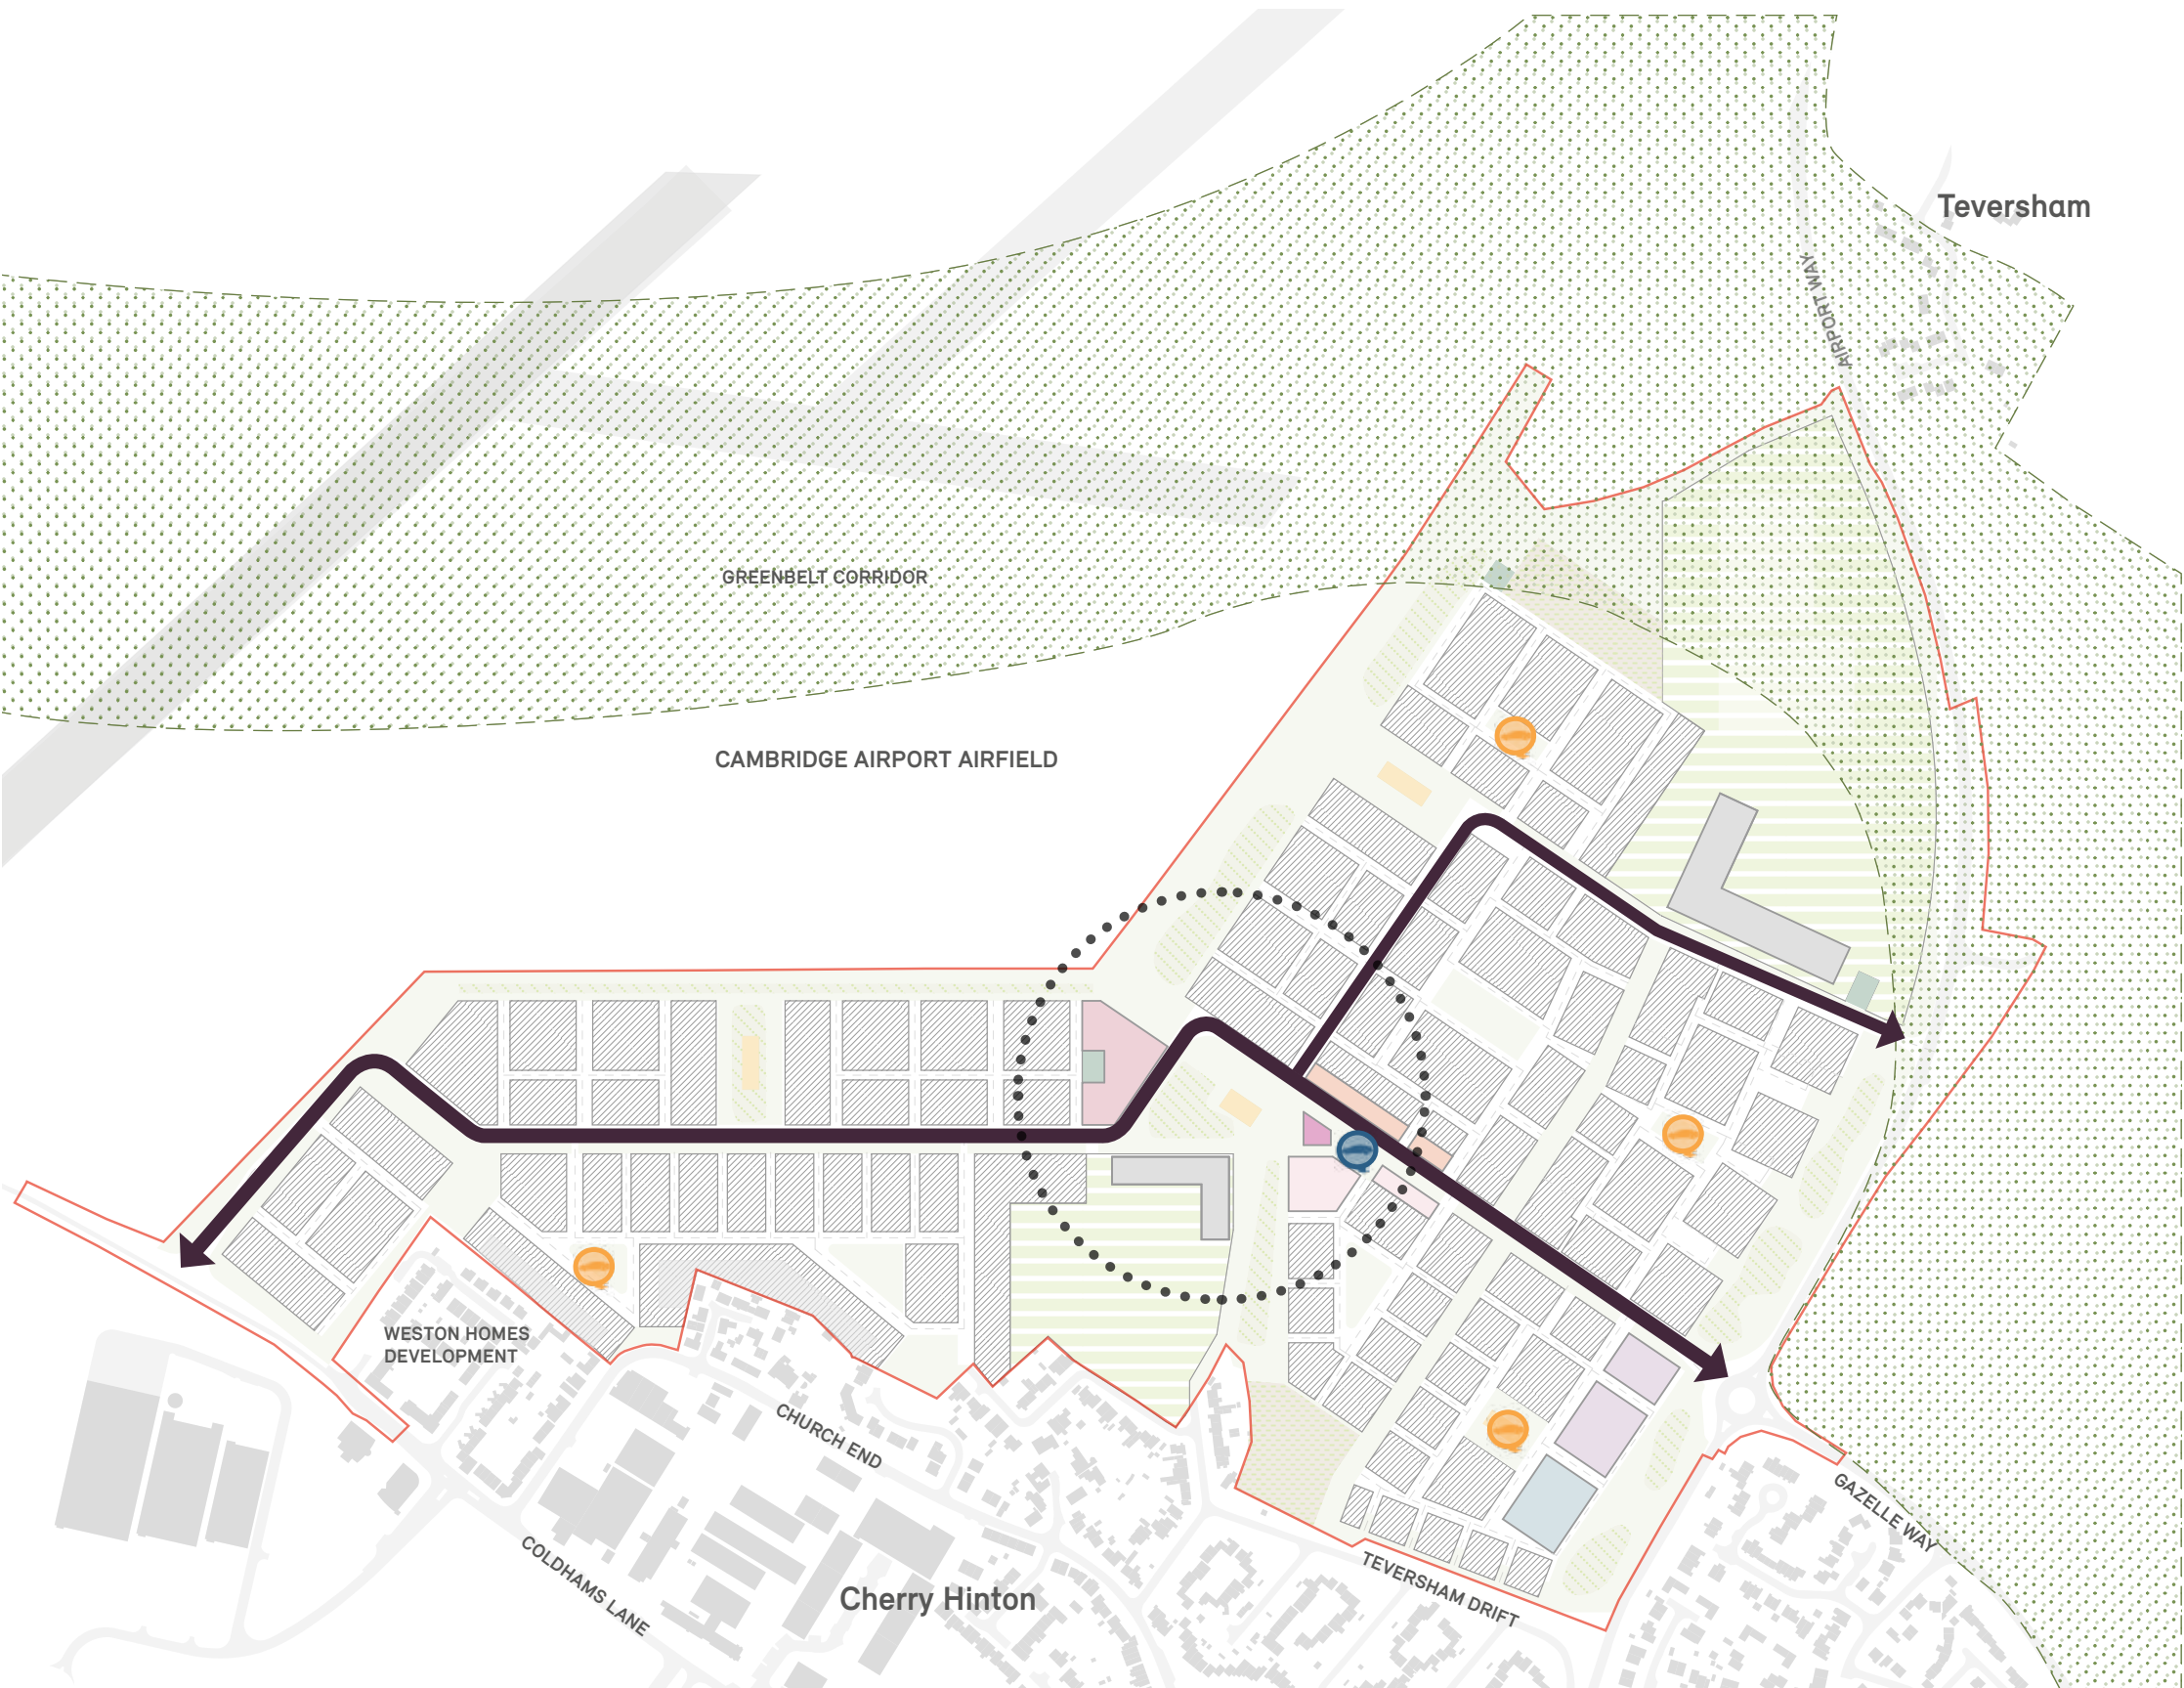 Teversham
AIRPORT WAY
GREENBELT CORRIDOR
CAMBRIDGE AIRPORT AIRFIELD
WESTON HOMES
DEVELOPMENT
CHURCH END
COLDHAMS LANE
Cherry Hinton
TEVERSHAM DRIFT
GAZELLE WAY